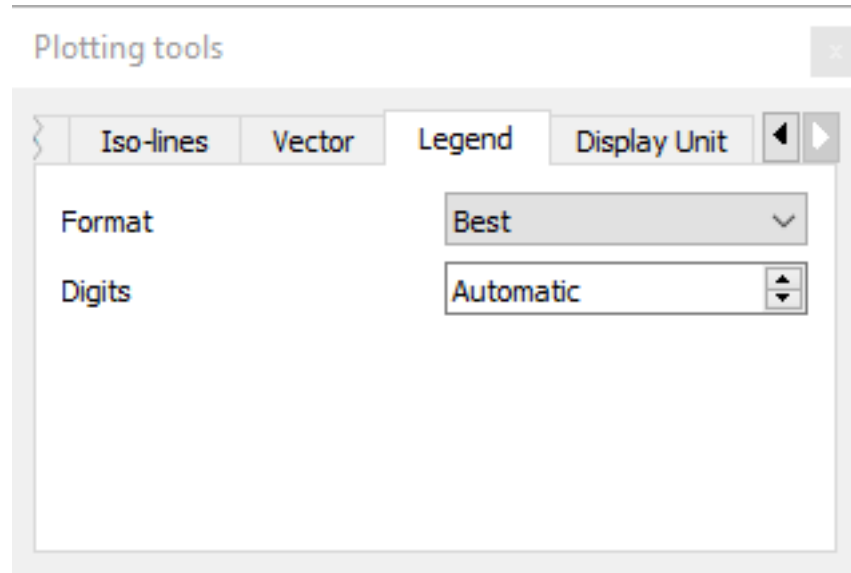 Plotting tools
Iso-lines Vector Legend Display Unit
Format Best
Digits Automatic